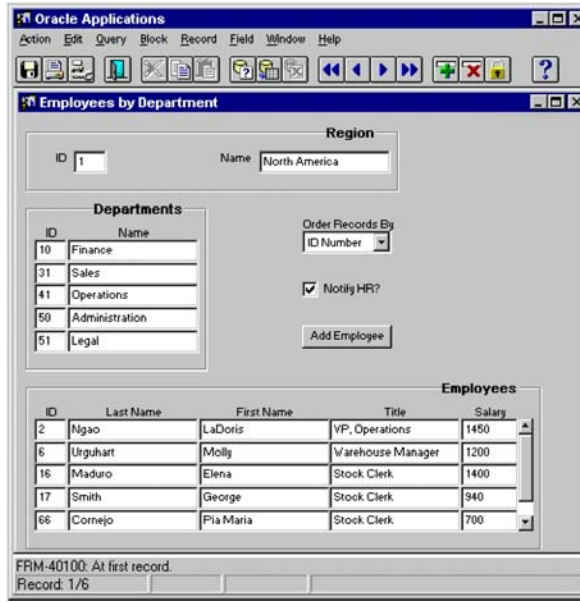 Oracle Applications
Action Edit Query Block Record Field Window Help
Employees by Department
Region
ID 1 Name North America
Departments
ID Name
10 Finance
31 Sales
41 Operations
50 Administration
51 Legal
Order Records By
ID Number
Notify HR?
Add Employee
Employees
ID Last Name First Name Title Salary
2 Ngao LaDoris VP, Operations 1450
6 Urguhart Molly Warehouse Manager 1200
16 Maduro Elena Stock Clerk 1400
17 Smith George Stock Clerk 940
66 Cornejo Pia Maria Stock Clerk 700
FRM-40100: At first record.
Record: 1/6